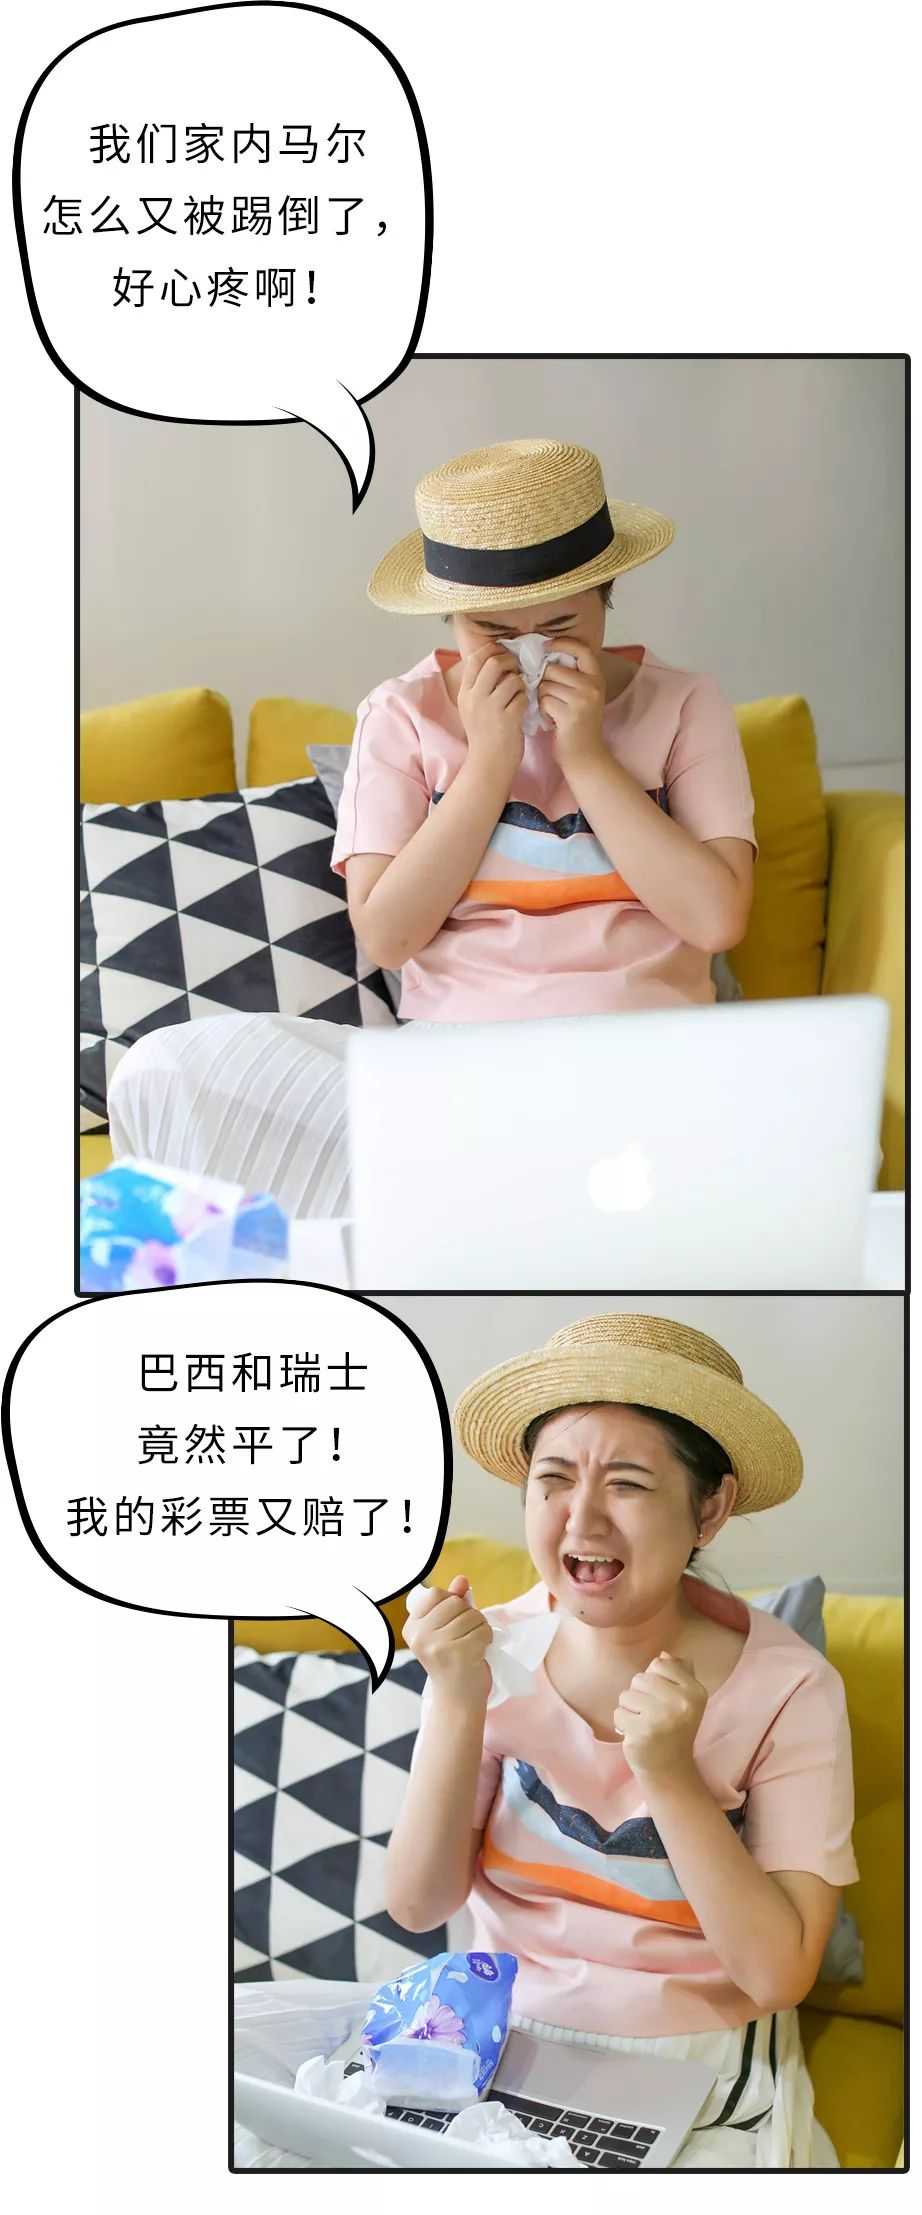 我们家内马尔
怎么又被踢倒了，
好心疼啊！
巴西和瑞士
竟然平了！
我的彩票又赔了！